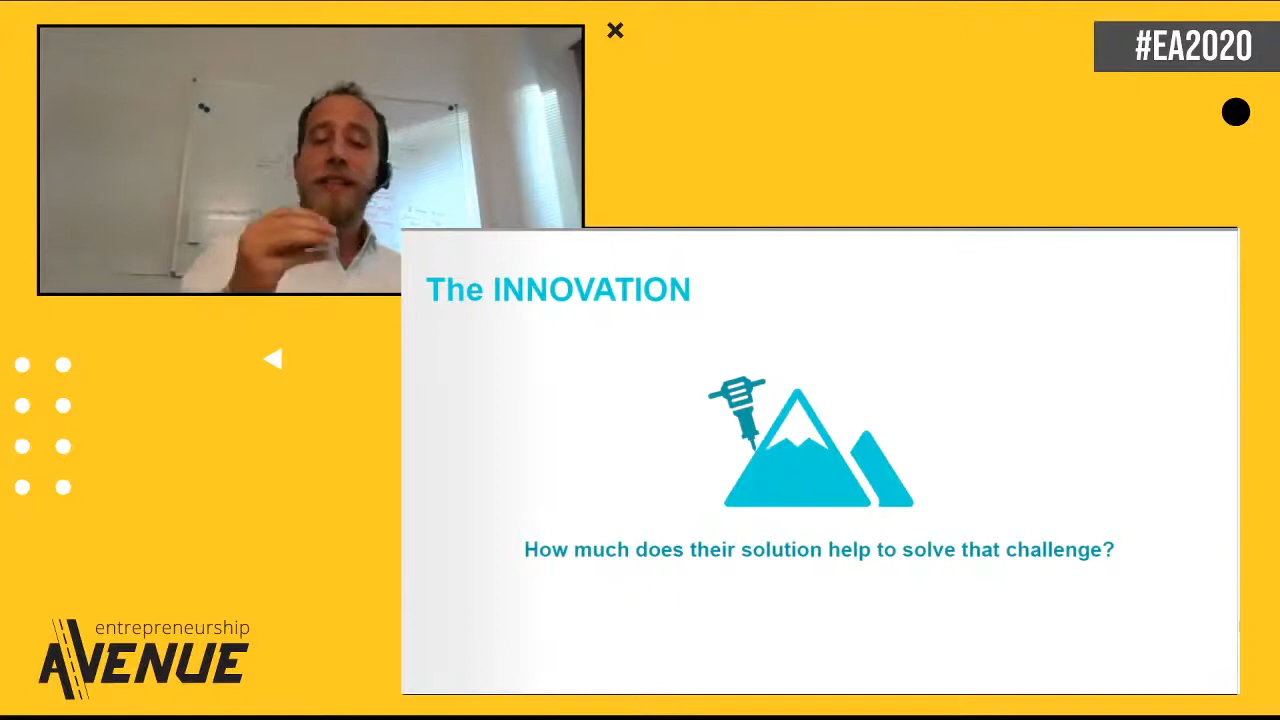 #EA2020
The INNOVATION
How much does their solution help to solve that challenge?
entrepreneurship
AVENUE